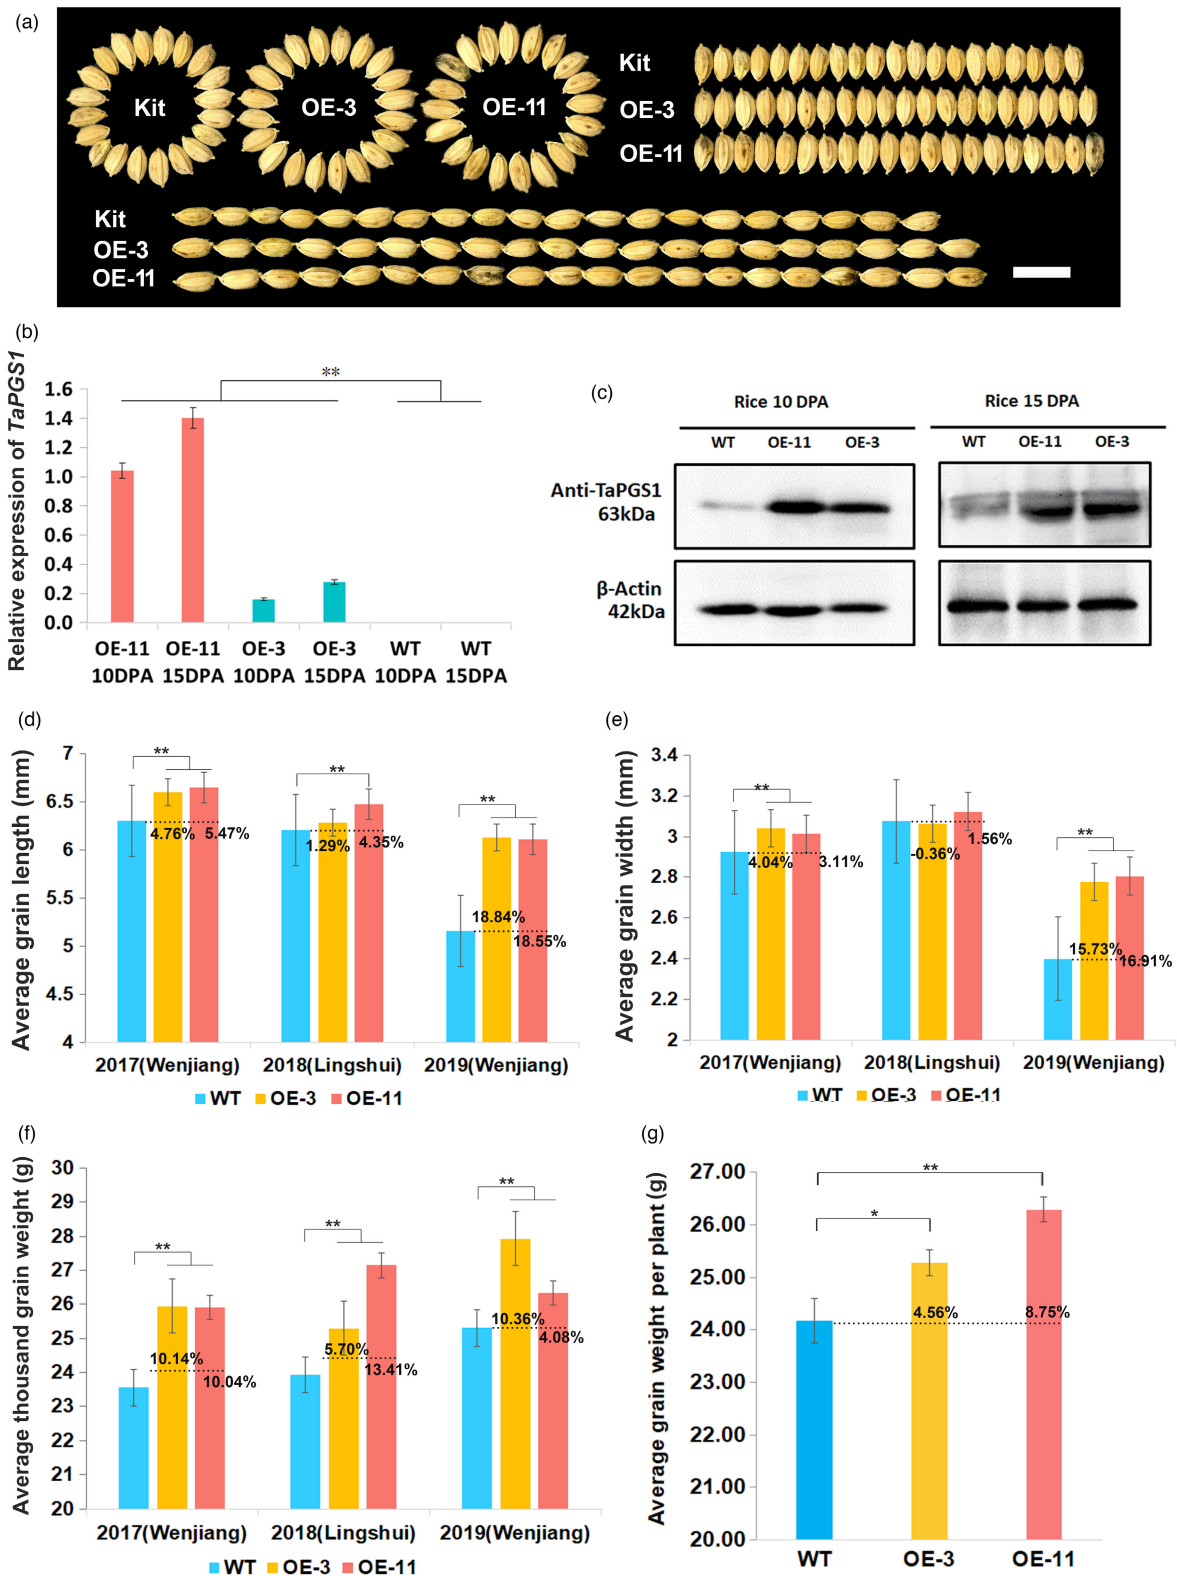 (a)
Kit
OE-3
OE-11
Kit
OE-3
OE-11
Kit
OE-3
OE-11
(b)
Relative expression of TaPGS1
1.6
1.4
1.2
1.0
0.8
0.6
0.4
0.2
0.0
**
OE-11 OE-11 OE-3 OE-3 WT WT
10DPA 15DPA 10DPA 15DPA 10DPA 15DPA
(c)
Rice 10 DPA Rice 15 DPA
WT OE-11 OE-3 WT OE-11 OE-3
Anti-TaPGS1
63kDa
β-Actin
42kDa
(d)
Average grain length (mm)
7
6.5
6
5.5
5
4.5
4
** ** **
4.76% 5.47% 1.29% 4.35% 18.84% 18.55%
2017(Wenjiang) 2018(Lingshui) 2019(Wenjiang)
WT OE-3 OE-11
(e)
Average grain width (mm)
3.4
3.2
3
2.8
2.6
2.4
2.2
2
** **
4.04% 3.11% -0.36% 1.56% 15.73% 16.91%
2017(Wenjiang) 2018(Lingshui) 2019(Wenjiang)
WT OE-3 OE-11
(f)
Average thousand grain weight (g)
30
29
28
27
26
25
24
23
22
21
20
** ** **
10.14% 10.04% 5.70% 13.41% 10.36% 4.08%
2017(Wenjiang) 2018(Lingshui) 2019(Wenjiang)
WT OE-3 OE-11
(g)
Average grain weight per plant (g)
27.00
26.00
25.00
24.00
23.00
22.00
21.00
20.00
**
*
4.56% 8.75%
WT OE-3 OE-11